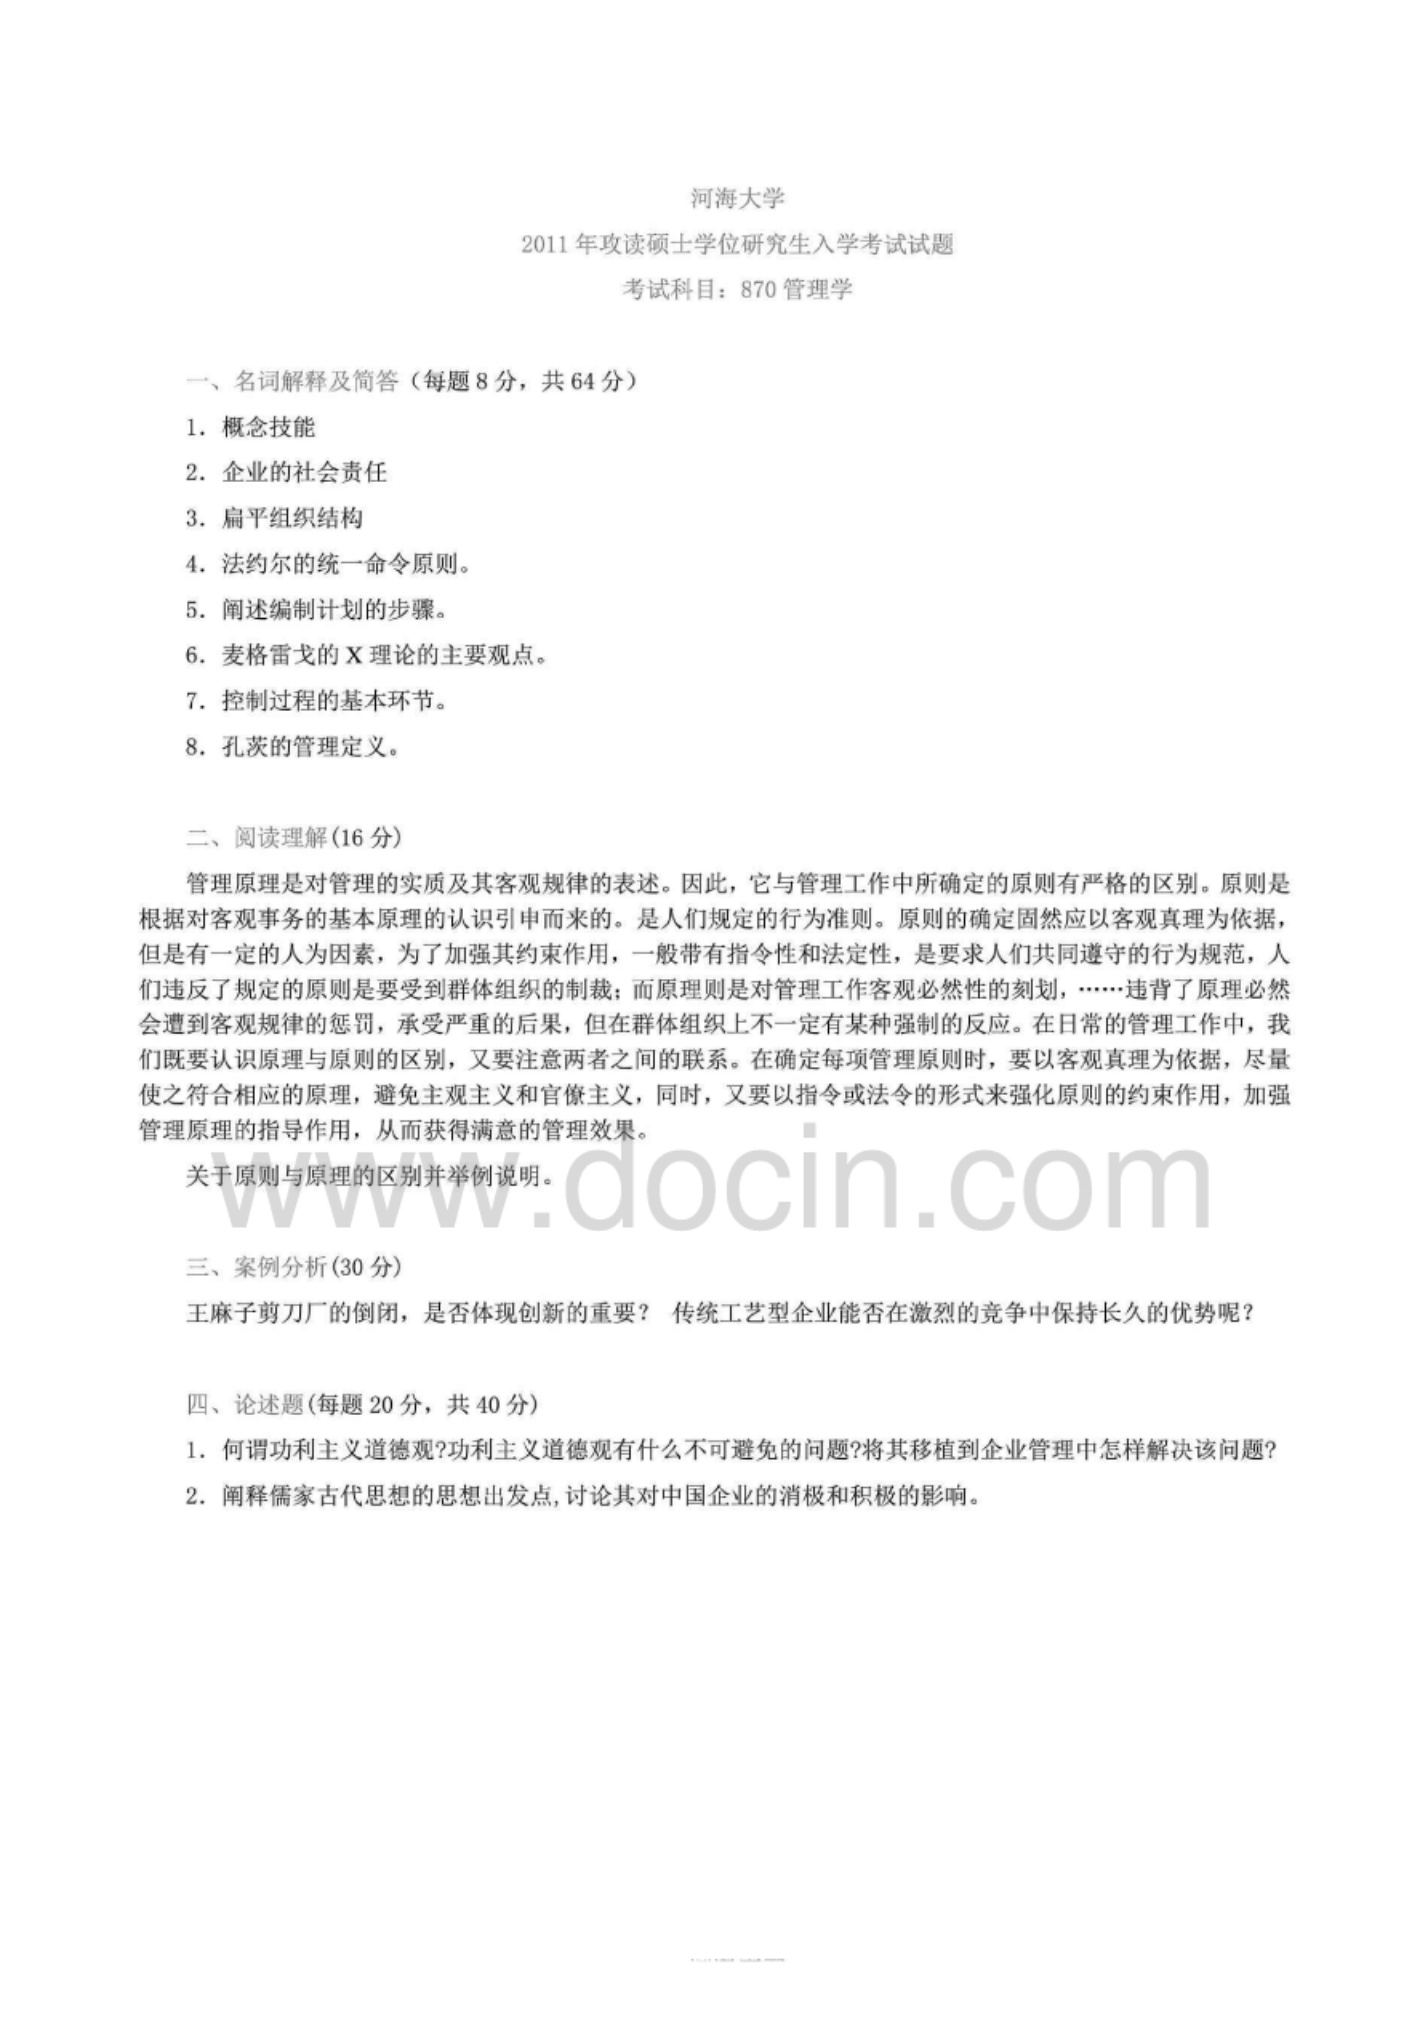 河海大学
2011 年攻读硕士学位研究生入学考试试题
考试科目：870 管理学
一、名词解释及简答（每题 8 分，共 64 分）
1．概念技能
2．企业的社会责任
3．扁平组织结构
4．法约尔的统一命令原则。
5．阐述编制计划的步骤。
6．麦格雷戈的 X 理论的主要观点。
7．控制过程的基本环节。
8．孔茨的管理定义。
二、阅读理解(16 分)
管理原理是对管理的实质及其客观规律的表述。因此，它与管理工作中所确定的原则有严格的区别。原则是
根据对客观事务的基本原理的认识引申而来的。是人们规定的行为准则。原则的确定固然应以客观真理为依据，
但是有一定的人为因素，为了加强其约束作用，一般带有指令性和法定性，是要求人们共同遵守的行为规范，人
们违反了规定的原则是要受到群体组织的制裁；而原理则是对管理工作客观必然性的刻划，……违背了原理必然
会遭到客观规律的惩罚，承受严重的后果，但在群体组织上不一定有某种强制的反应。在日常的管理工作中，我
们既要认识原理与原则的区别，又要注意两者之间的联系。在确定每项管理原则时，要以客观真理为依据，尽量
使之符合相应的原理，避免主观主义和官僚主义，同时，又要以指令或法令的形式来强化原则的约束作用，加强
管理原理的指导作用，从而获得满意的管理效果。
关于原则与原理的区别并举例说明。
www.docin.com
三、案例分析(30 分)
王麻子剪刀厂的倒闭，是否体现创新的重要？ 传统工艺型企业能否在激烈的竞争中保持长久的优势呢？
四、论述题(每题 20 分，共 40 分)
1．何谓功利主义道德观?功利主义道德观有什么不可避免的问题?将其移植到企业管理中怎样解决该问题?
2．阐释儒家古代思想的思想出发点,讨论其对中国企业的消极和积极的影响。